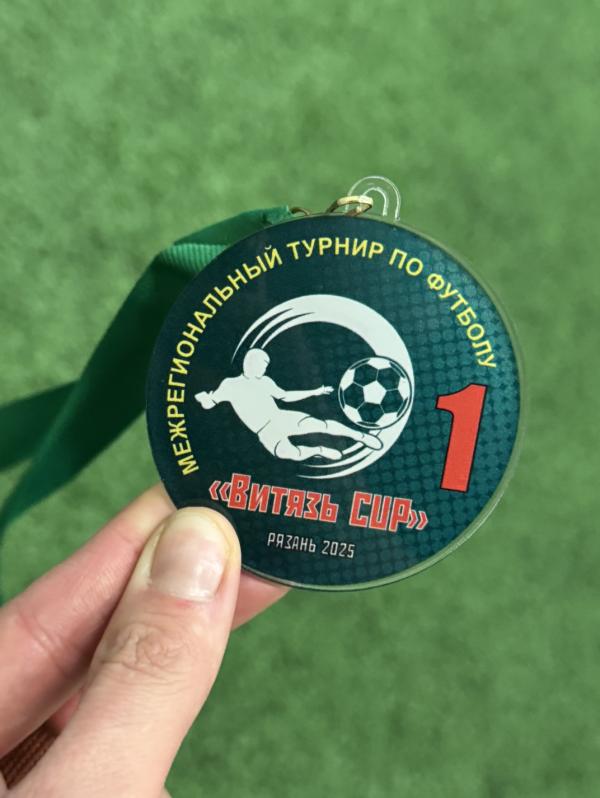 МЕЖРЕГИОНАЛЬНЫЙ ТУРНИР ПО ФУТБОЛУ
1
«ВИТЯЗЬ CUP»
РЯЗАНЬ 2025